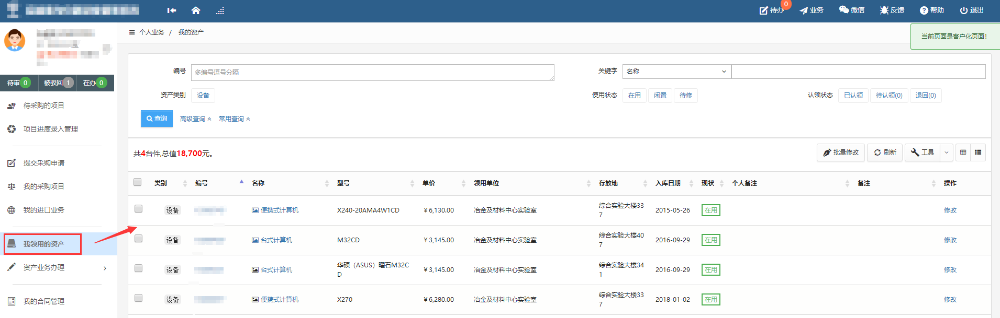 待办 0 业务 微信 反馈 帮助 退出
个人业务 / 我的资产
当前页面是客户化页面!
待审 0 被驳回 1 在办 0
待采购的项目
项目进度录入管理
提交采购申请
我的采购项目
我的进口业务
我领用的资产
资产业务办理
我的合同管理
编号 多编号逗号分隔 关键字 名称
资产类别 设备 使用状态 在用 闲置 待修 认领状态 已认领 待认领(0) 退回(0)
查询 高级查询 常用查询
共4台件,总值18,700元。 批量修改 刷新 工具
类别 编号 名称 型号 单价 领用单位 存放地 入库日期 现状 个人备注 备注 操作
设备 便携式计算机 X240-20AMA4W1CD ¥6,130.00 冶金及材料中心实验室 综合实验大楼33
7 2015-05-26 在用 修改
设备 台式计算机 M32CD ¥3,145.00 冶金及材料中心实验室 综合实验大楼40
7 2016-09-29 在用 修改
设备 台式计算机 华硕（ASUS）曜石M32C
D ¥3,145.00 冶金及材料中心实验室 综合实验大楼34
1 2016-09-29 在用 修改
设备 便携式计算机 X270 ¥6,280.00 冶金及材料中心实验室 综合实验大楼33
7 2018-01-02 在用 修改